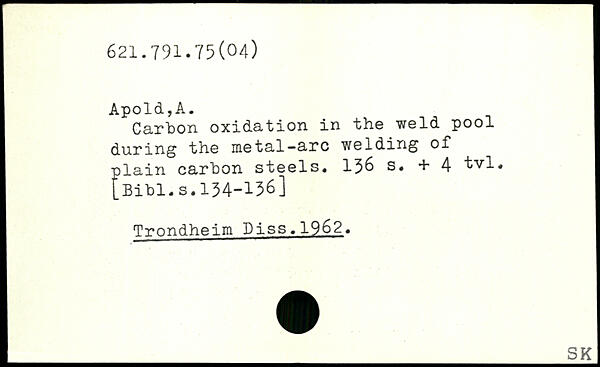 621.791.75(04)
Apold,A.
Carbon oxidation in the weld pool
during the metal-arc welding of
plain carbon steels. 136 s. + 4 tvl.
[Bibl.s.134-136]
Trondheim Diss.1962.
SK